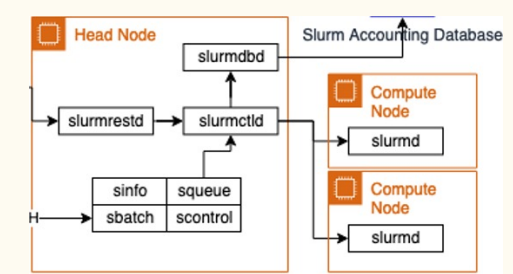 Head Node
Slurm Accounting Database
slurmdbd
Compute
Node
slurmrestd
slurmctld
slurmd
sinfo
squeue
sbatch
scontrol
Compute
Node
slurmd
H